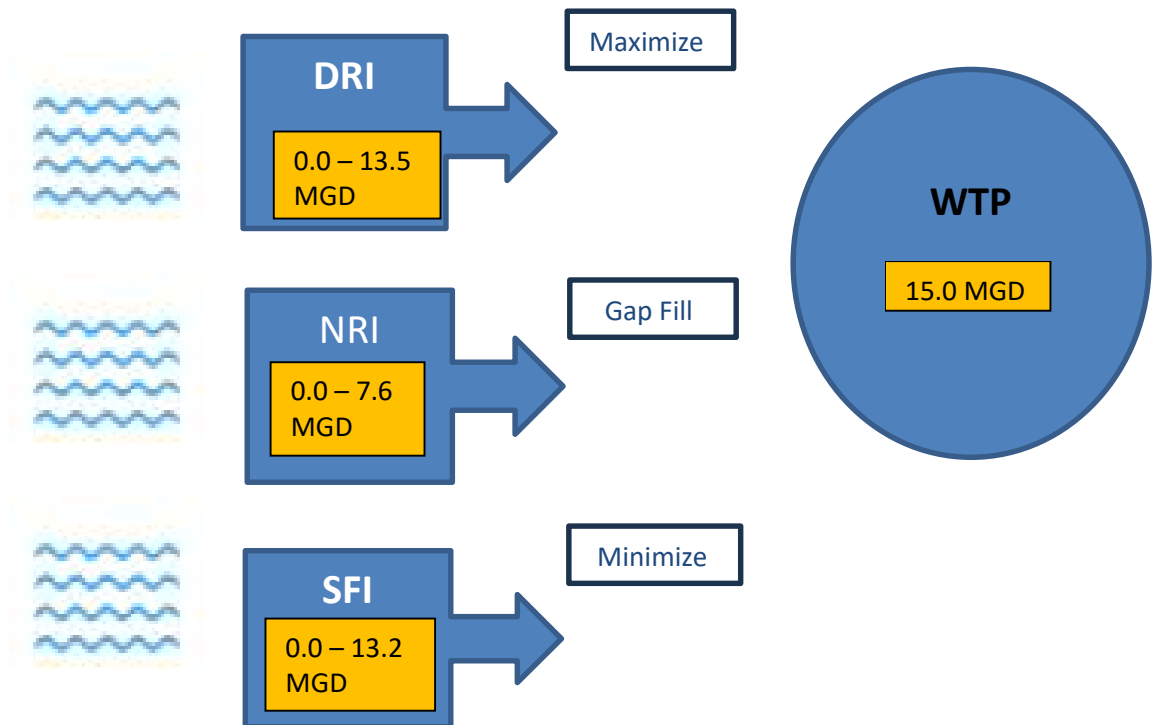 Maximize
DRI
0.0 – 13.5
MGD
WTP
15.0 MGD
Gap Fill
NRI
0.0 – 7.6
MGD
Minimize
SFI
0.0 – 13.2
MGD